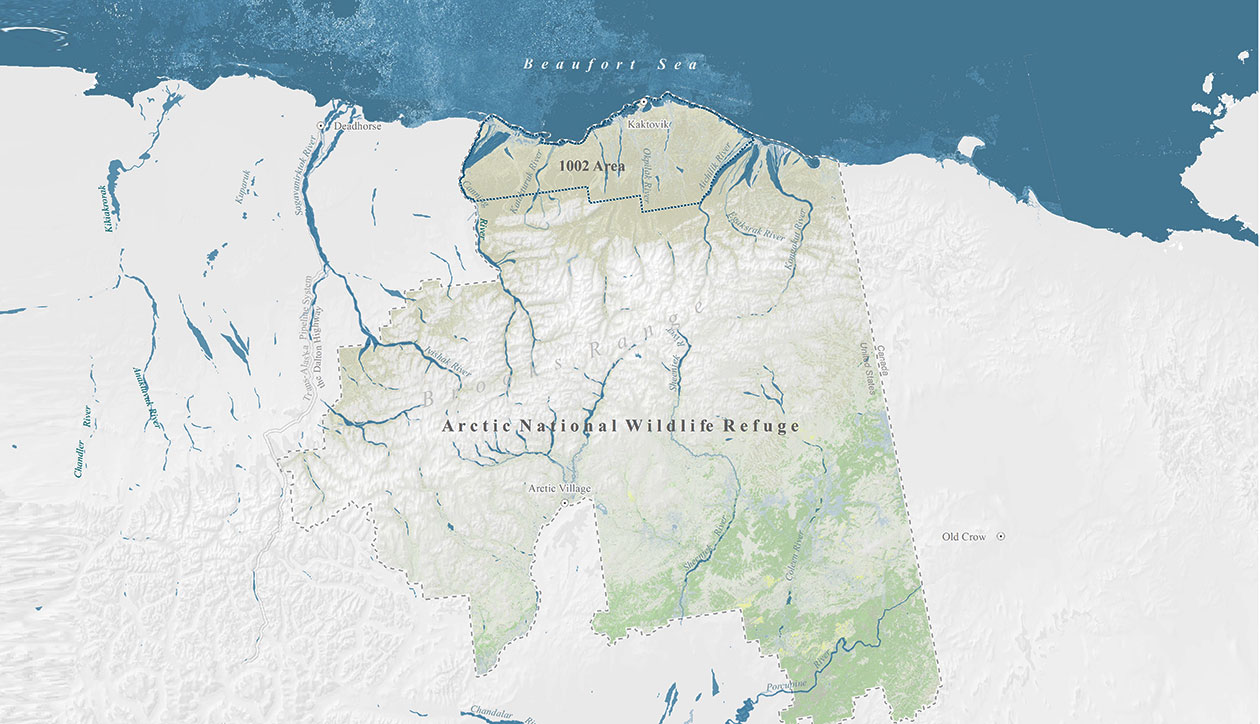 Beaufort Sea
Deadhorse
Kaktovik
1002 Area
Sagavanirktok River
Kuparuk
Kikiakrorak
Canning
River
Katakturuk River
Okpilak River
Aichilik River
Egaksrak River
Kongakut River
Trans-Alaska Pipeline System
the Dalton Highway
Ivishak River
Brooks Range
Sheenjek River
Canada
United States
Anaktuvuk River
Chandler River
Arctic National Wildlife Refuge
Arctic Village
Old Crow
Sheenjek River
Coleen River
Porcupine River
Chandalar